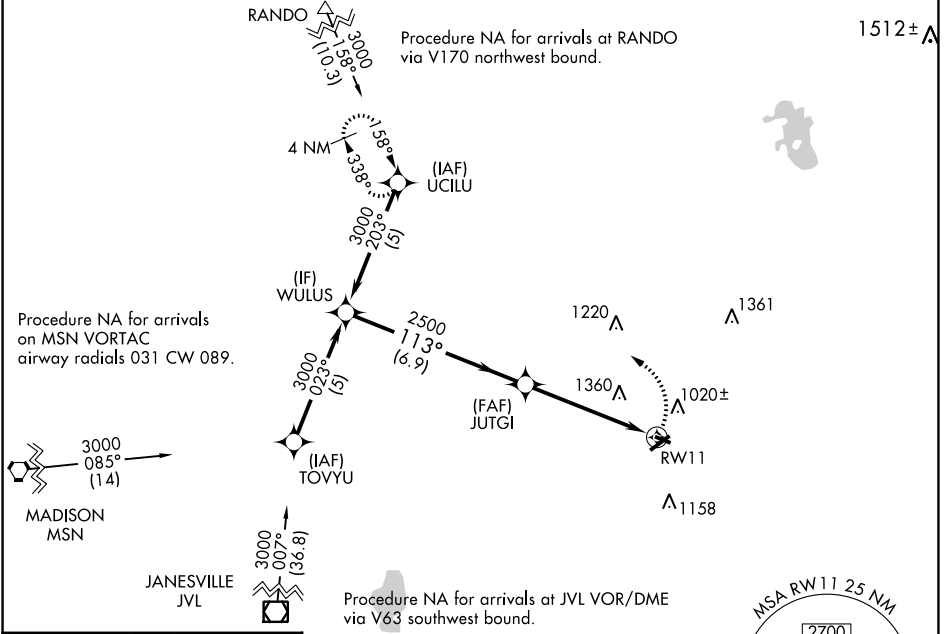 RANDO
3000
158°
(10.3)
Procedure NA for arrivals at RANDO
via V170 northwest bound.
1512±
4 NM
158°
338°
(IAF)
UCILU
3000
203°
(5)
(IF)
WULUS
Procedure NA for arrivals
on MSN VORTAC
airway radials 031 CW 089.
2500
113°
(6.9)
1220
1361
3000
023°
(5)
(FAF)
JUTGI
1360
1020±
RW11
(IAF)
TOVYU
3000
085°
(14)
MADISON
MSN
1158
3000
007°
(36.8)
JANESVILLE
JVL
Procedure NA for arrivals at JVL VOR/DME
via V63 southwest bound.
MSA RW11 25 NM
2700